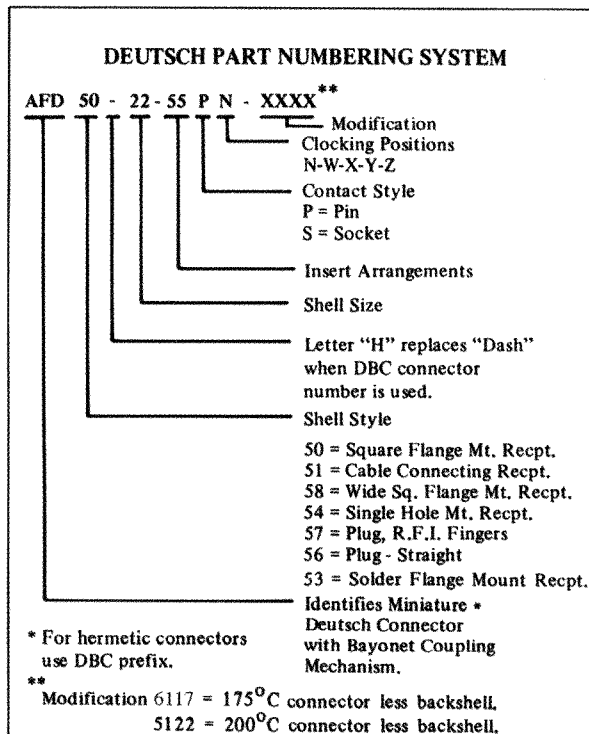 DEUTSCH PART NUMBERING SYSTEM
AFD 50 - 22 - 55 P N - XXXX**
Modification
Clocking Positions
N-W-X-Y-Z
Contact Style
P = Pin
S = Socket
Insert Arrangements
Shell Size
Letter “H” replaces “Dash”
when DBC connector
number is used.
Shell Style
50 = Square Flange Mt. Recpt.
51 = Cable Connecting Recpt.
58 = Wide Sq. Flange Mt. Recpt.
54 = Single Hole Mt. Recpt.
57 = Plug, R.F.I. Fingers
56 = Plug - Straight
53 = Solder Flange Mount Recpt.
Identifies Miniature *
Deutsch Connector
with Bayonet Coupling
Mechanism.
* For hermetic connectors
use DBC prefix.
**
Modification 6117 = 175°C connector less backshell.
5122 = 200°C connector less backshell.